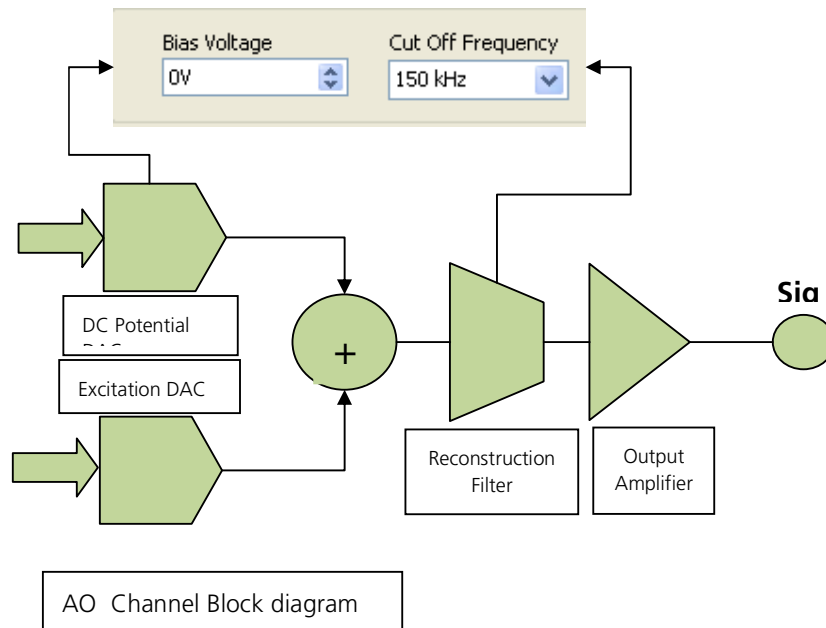 Bias Voltage
Cut Off Frequency
0V
150 kHz
Sig
DC Potential
Excitation DAC
+
Reconstruction
Filter
Output
Amplifier
AO Channel Block diagram